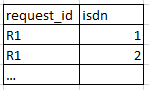 request_id isdn
R1 1
R1 2
...